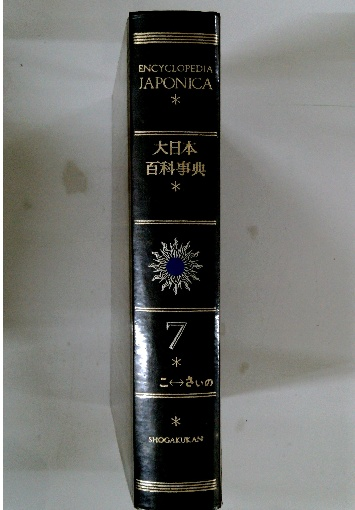 ENCYCLOPEDIA
JAPONICA
*
大日本
百科事典
*
7
*
こ↔さいの
*
SHOGAKUKAN